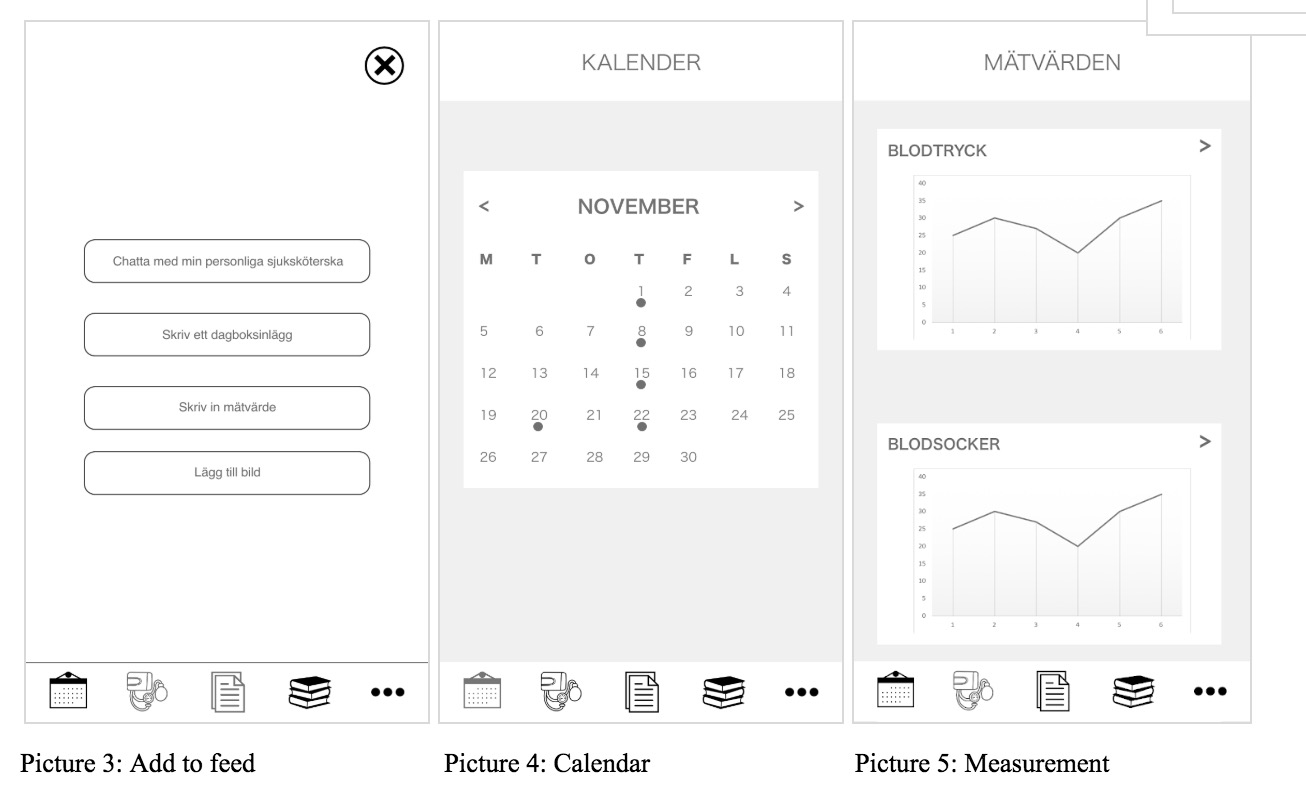 Chatta med min personliga sjuksköterska
Skriv ett dagboksinlägg
Skriv in mätvärde
Lägg till bild
Picture 3: Add to feed
KALENDER
< NOVEMBER >
M T O T F L S
1 2 3 4
5 6 7 8 9 10 11
12 13 14 15 16 17 18
19 20 21 22 23 24 25
26 27 28 29 30
Picture 4: Calendar
MÄTVÄRDEN
BLODTRYCK >
40
35
30
25
20
15
10
5
0
1 2 3 4 5 6
BLODSOCKER >
40
35
30
25
20
15
10
5
0
1 2 3 4 5 6
Picture 5: Measurement